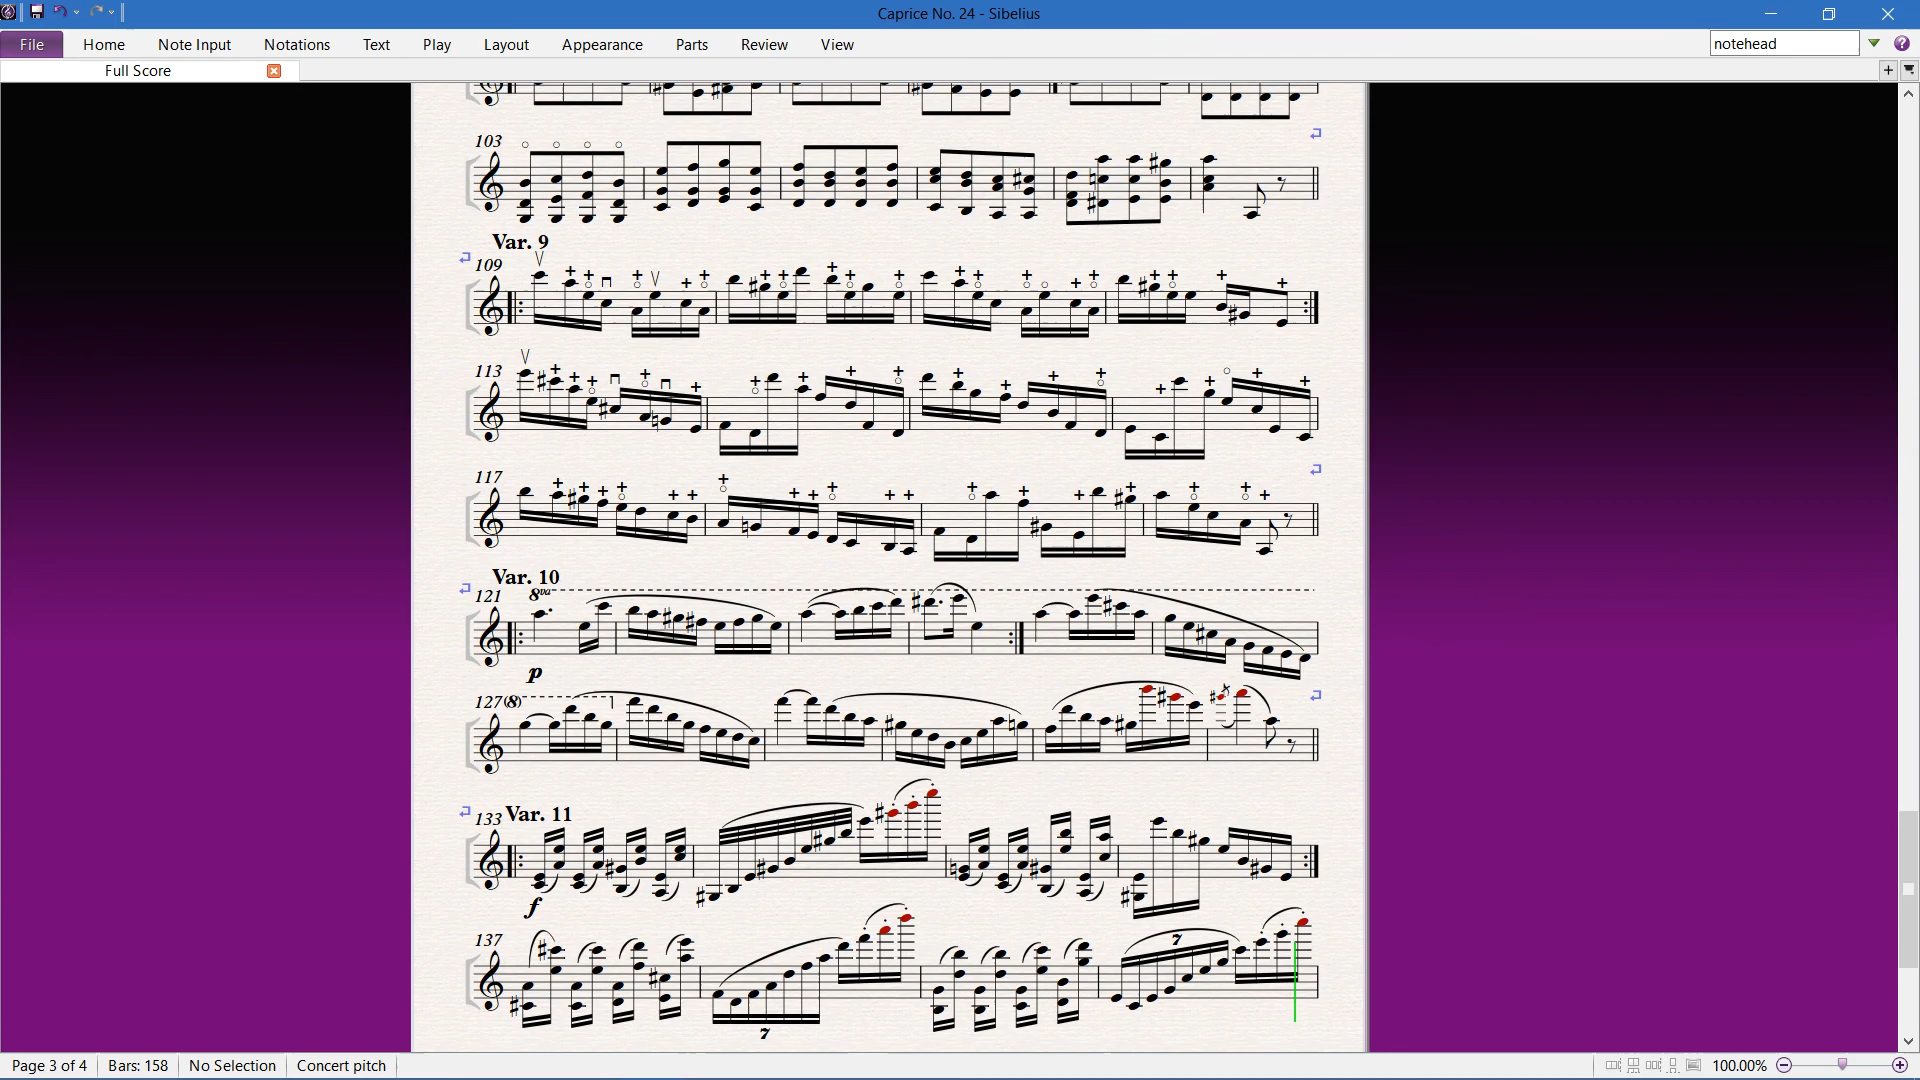 Caprice No. 24 - Sibelius
File Home Note Input Notations Text Play Layout Appearance Parts Review View notehead
Full Score
103
Var. 9
109
113
117
Var. 10
121 8va
p
127 (8)
Var. 11
133
f
137 7
7
Page 3 of 4 Bars: 158 No Selection Concert pitch 100.00%